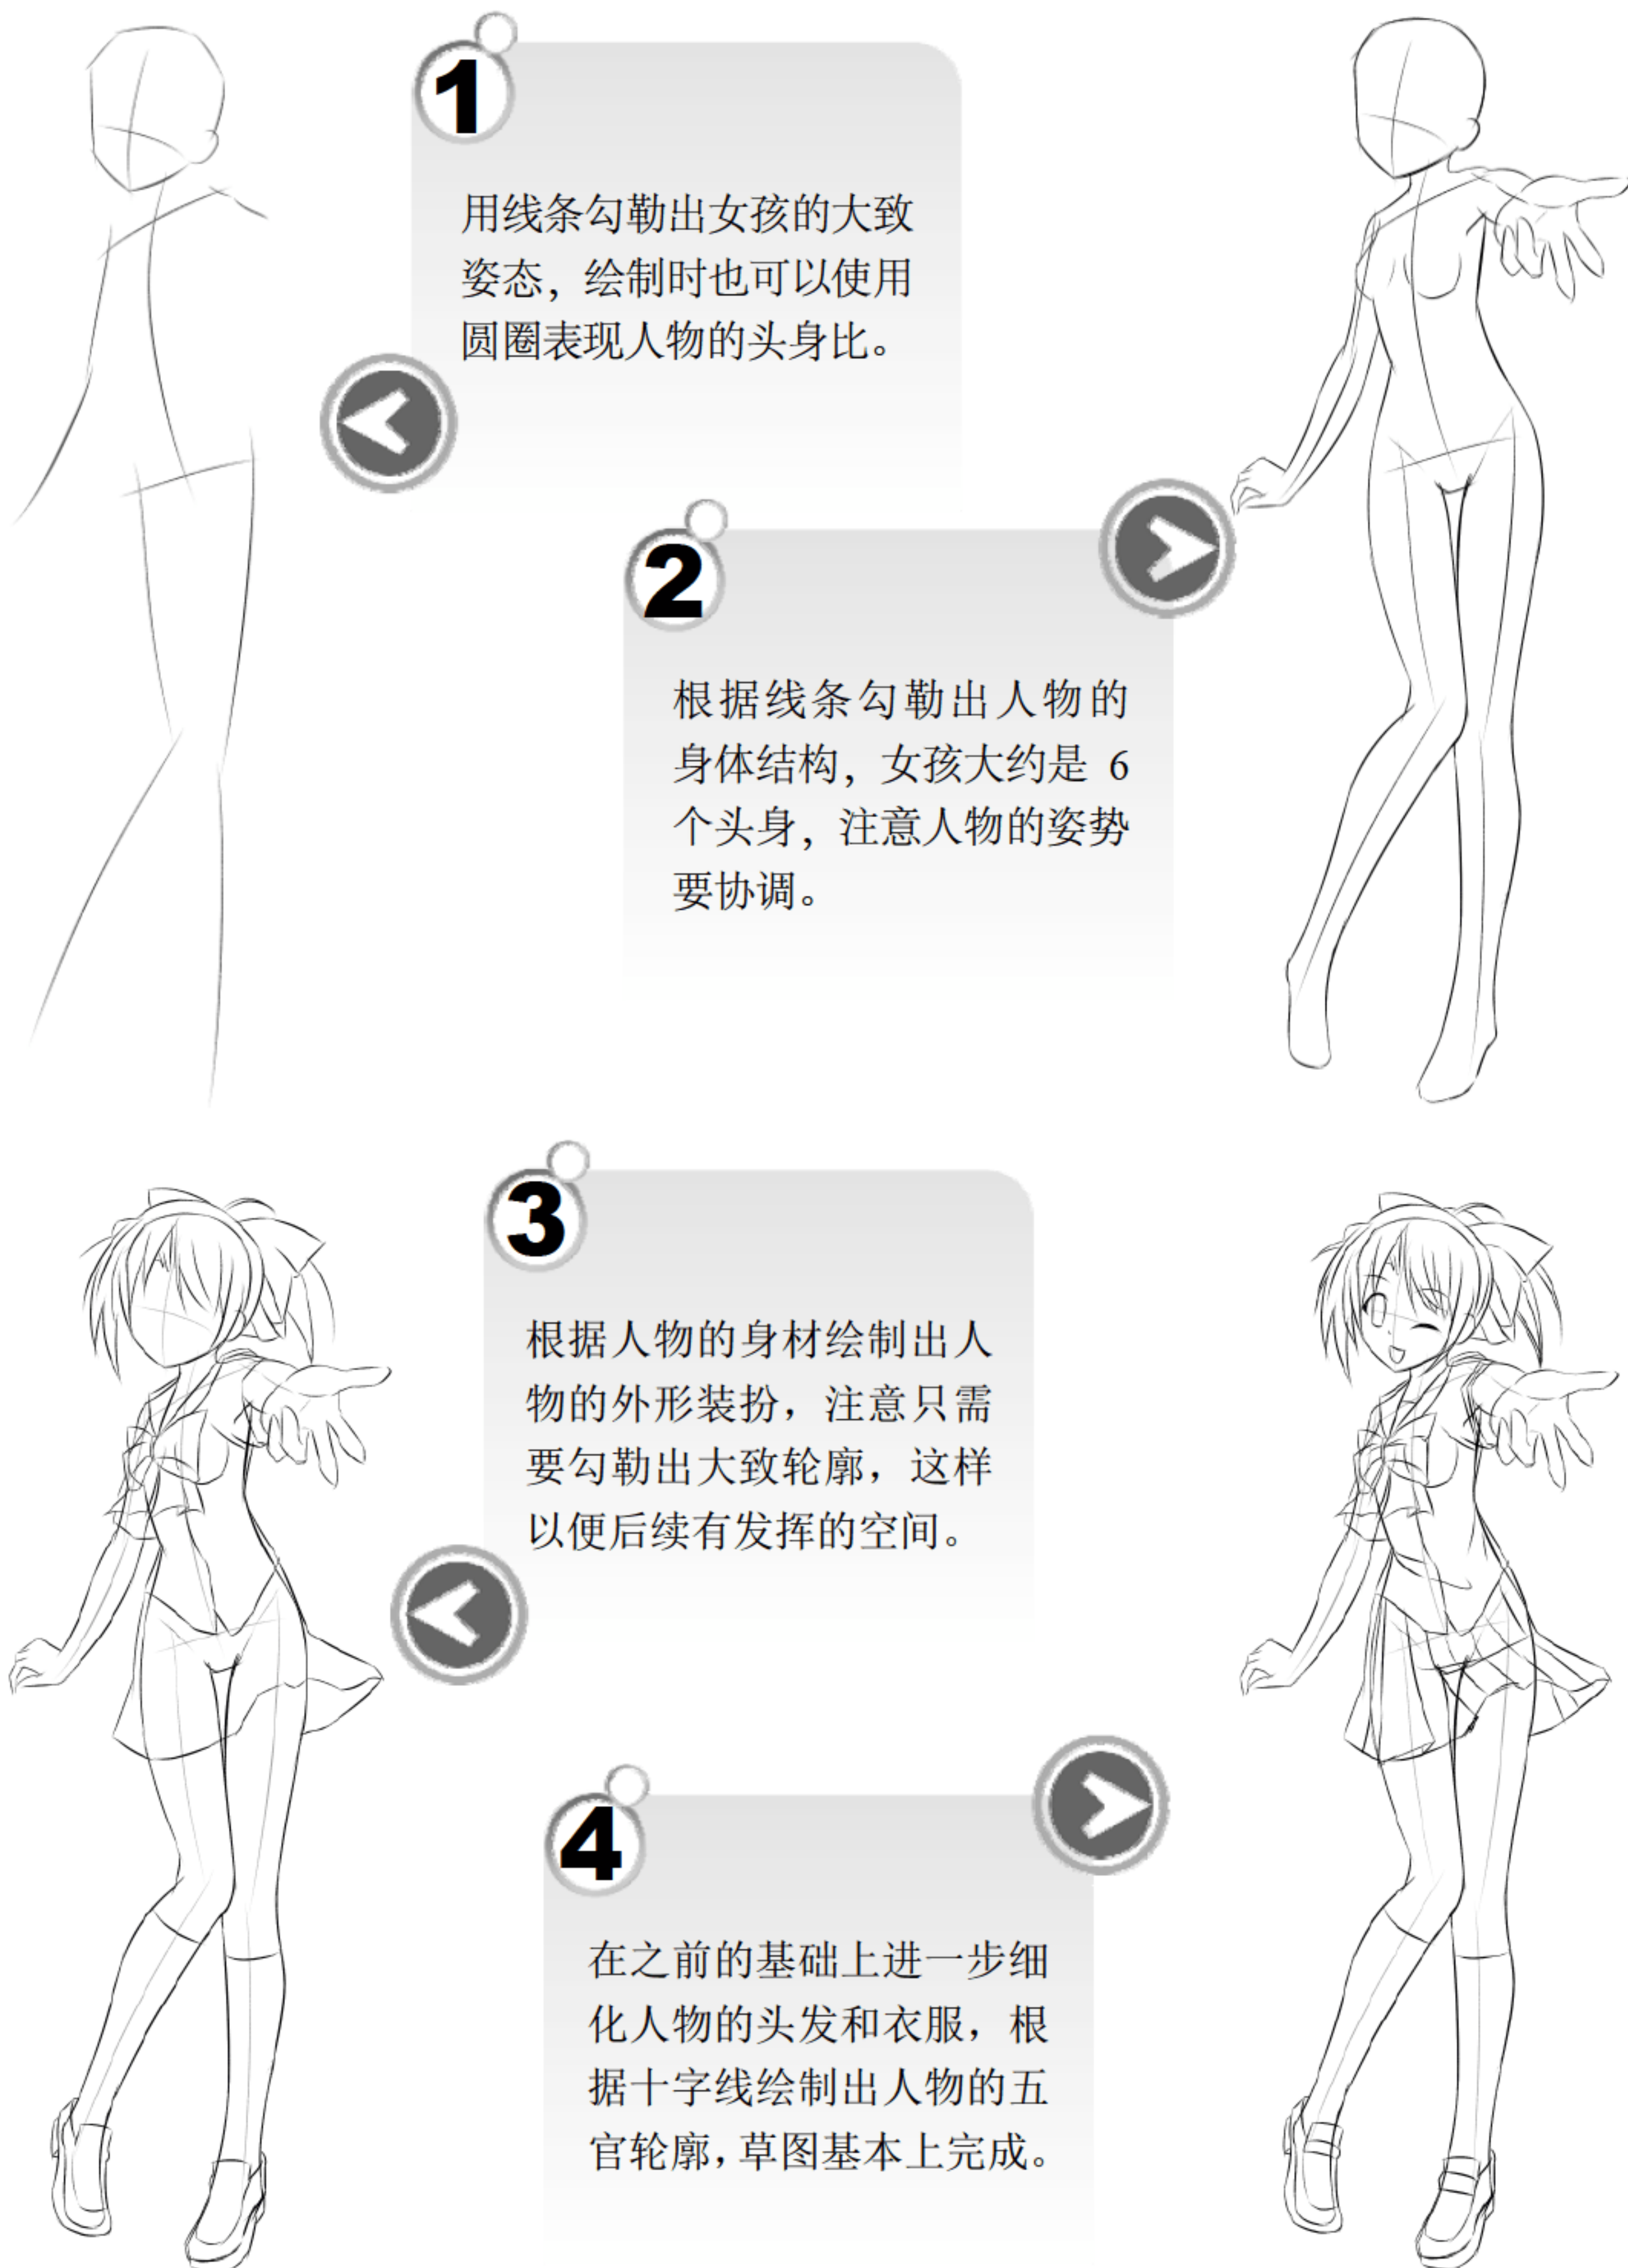 1
用线条勾勒出女孩的大致
姿态，绘制时也可以使用
圆圈表现人物的头身比。
2
根据线条勾勒出人物的
身体结构，女孩大约是 6
个头身，注意人物的姿势
要协调。
3
根据人物的身材绘制出人
物的外形装扮，注意只需
要勾勒出大致轮廓，这样
以便后续有发挥的空间。
4
在之前的基础上进一步细
化人物的头发和衣服，根
据十字线绘制出人物的五
官轮廓，草图基本上完成。